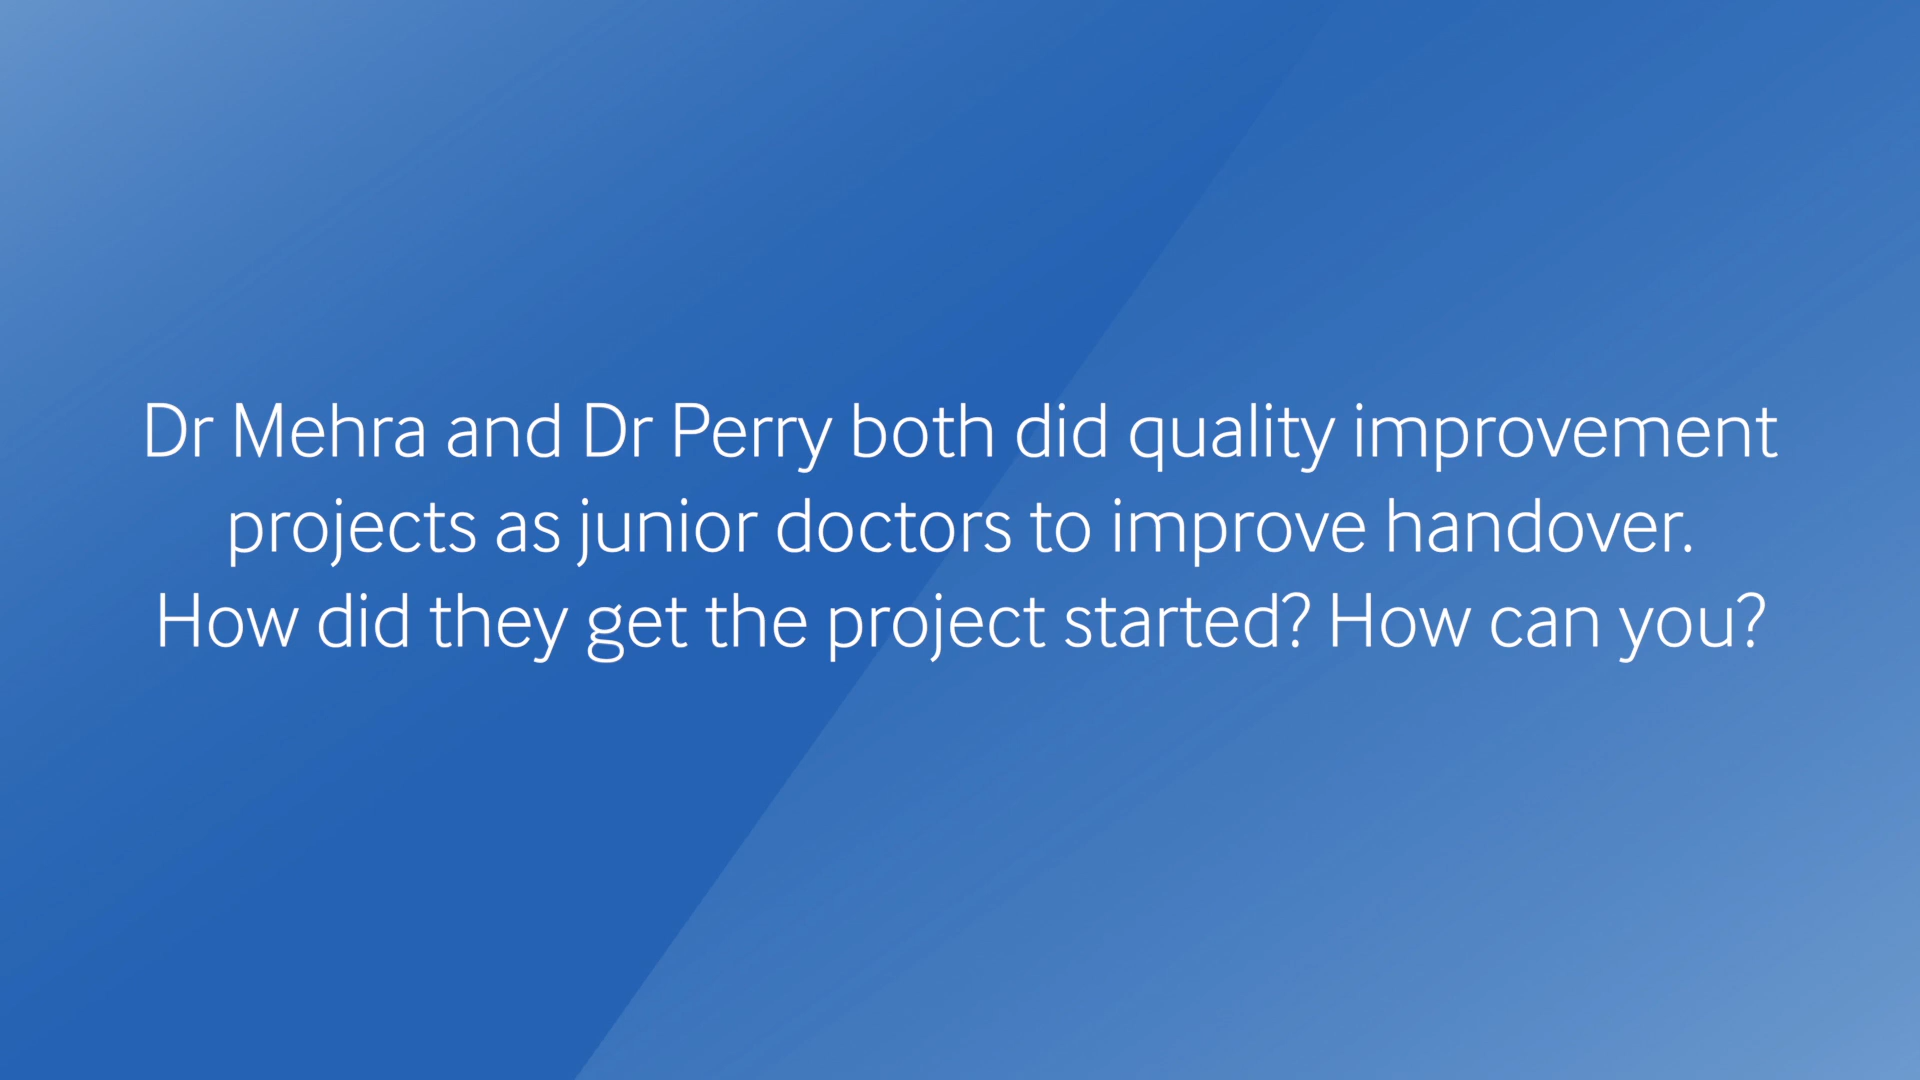 Dr Mehra and Dr Perry both did quality improvement
projects as junior doctors to improve handover.
How did they get the project started? How can you?